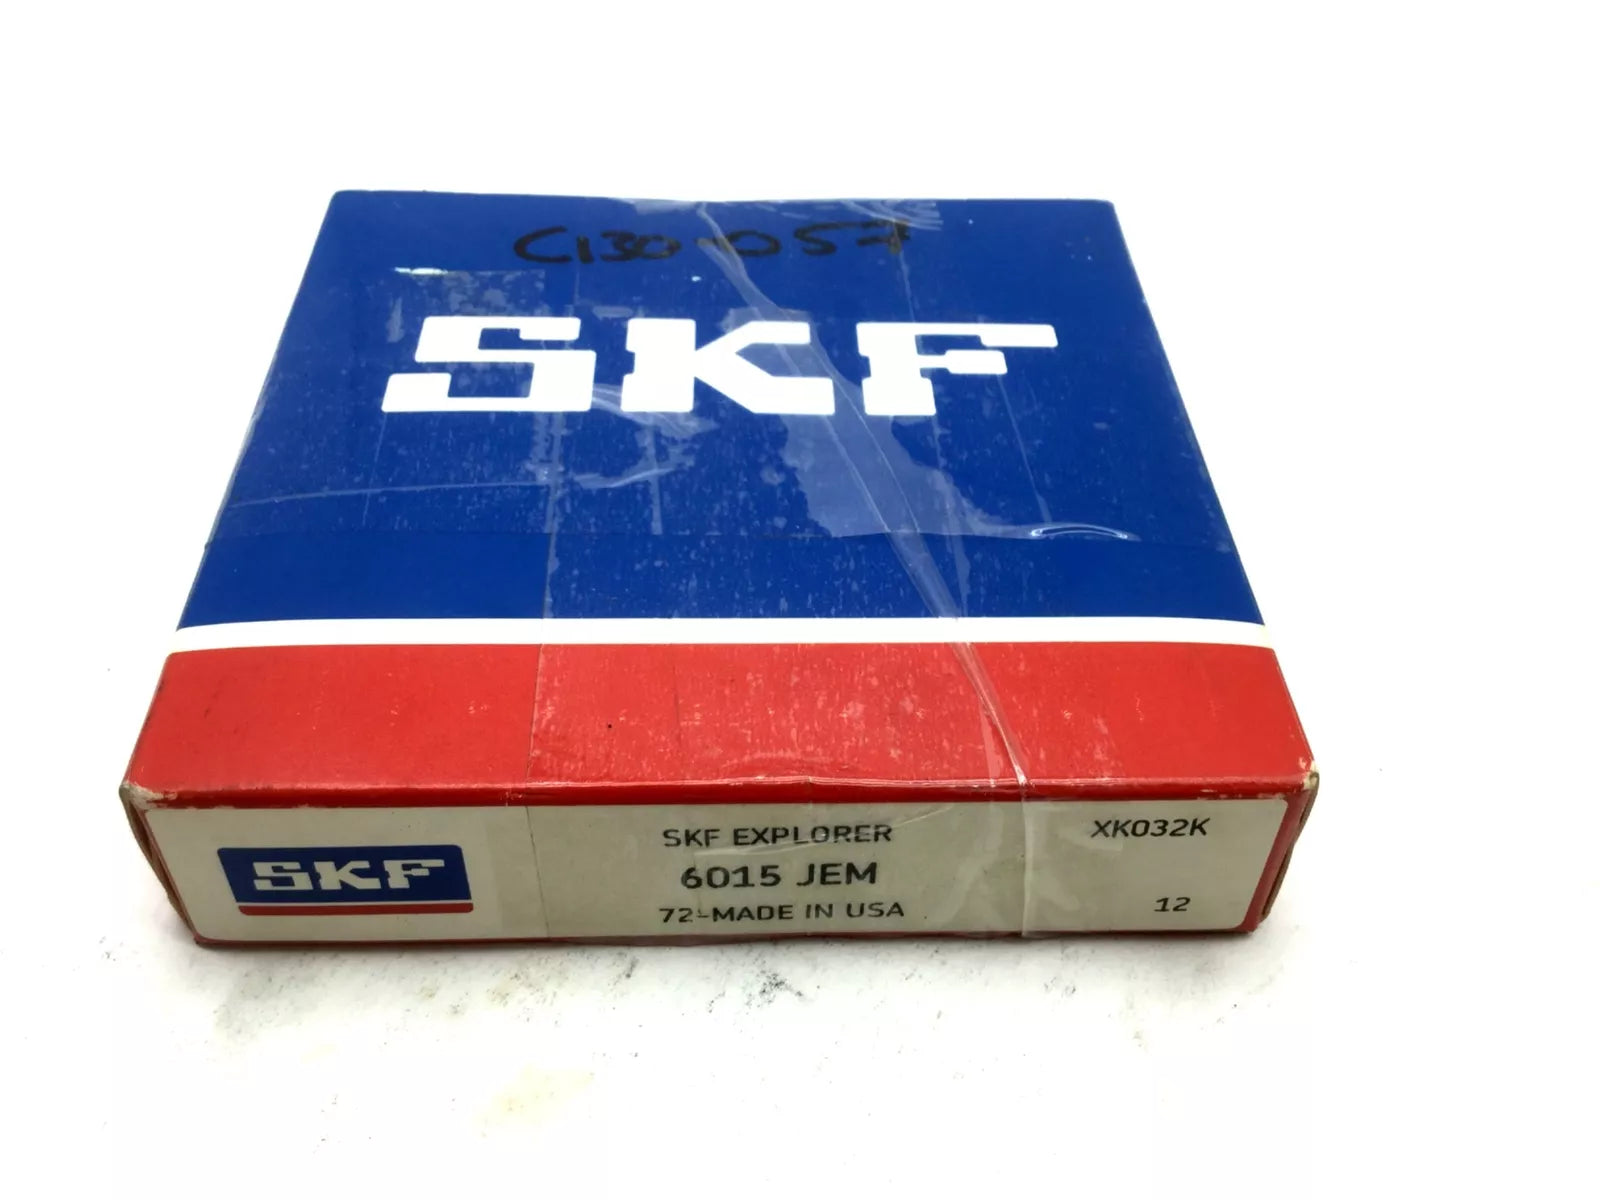 C130-057
SKF
SKF EXPLORER XK032K
SKF 6015 JEM
72-MADE IN USA 12